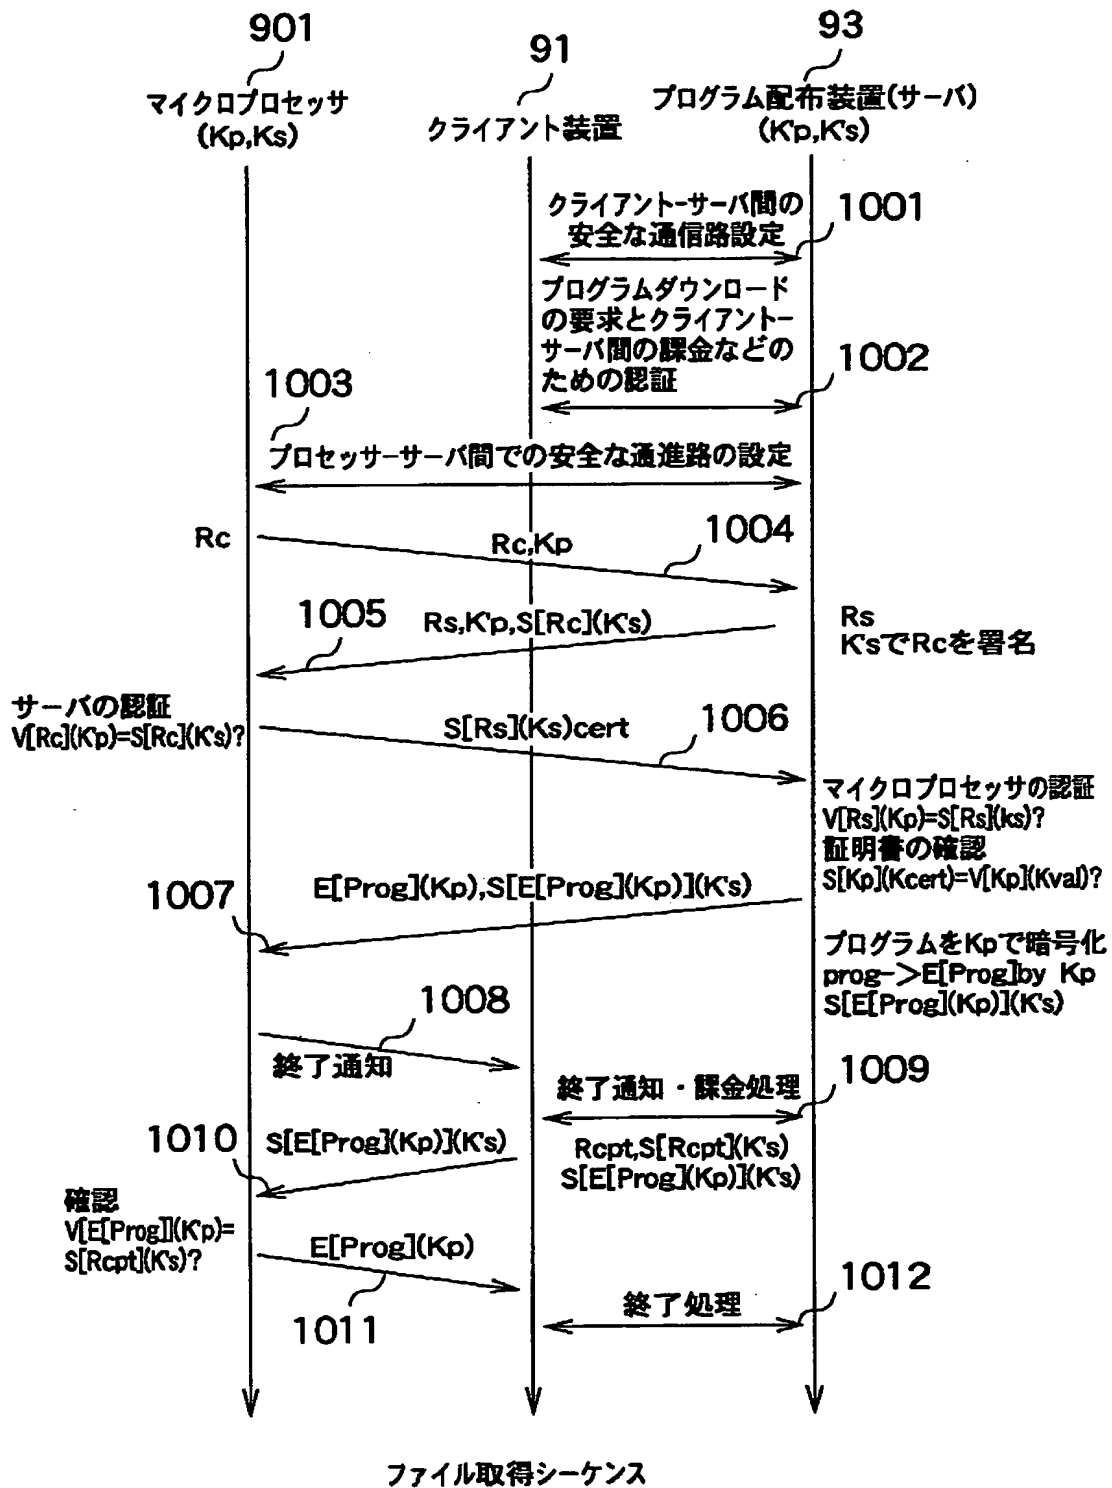 901
マイクロプロセッサ
(Kp,Ks)
91
クライアント装置
93
プログラム配布装置(サーバ)
(K'p,K's)
クライアント-サーバ間の
安全な通信路設定
1001
プログラムダウンロード
の要求とクライアント-
サーバ間の課金などの
ための認証
1002
1003
プロセッサ-サーバ間での安全な通進路の設定
Rc
Rc,Kp
1004
1005
Rs,K'p,S[Rc](K's)
Rs
K'sでRcを署名
サーバの認証
V[Rc](K'p)=S[Rc](K's)?
S[Rs](Ks)cert
1006
マイクロプロセッサの認証
V[Rs](Kp)=S[Rs](ks)?
証明書の確認
S[Kp](Kcert)=V[Kp](Kval)?
1007
E[Prog](Kp),S[E[Prog](Kp)](K's)
プログラムをKpで暗号化
prog->E[Prog]by Kp
S[E[Prog](Kp)](K's)
1008
終了通知
終了通知・課金処理
1009
1010
S[E[Prog](Kp)](K's)
Rcpt,S[Rcpt](K's)
S[E[Prog](Kp)](K's)
確認
V[E[Prog]](K'p)=
S[Rcpt](K's)?
E[Prog](Kp)
1011
終了処理
1012
ファイル取得シーケンス